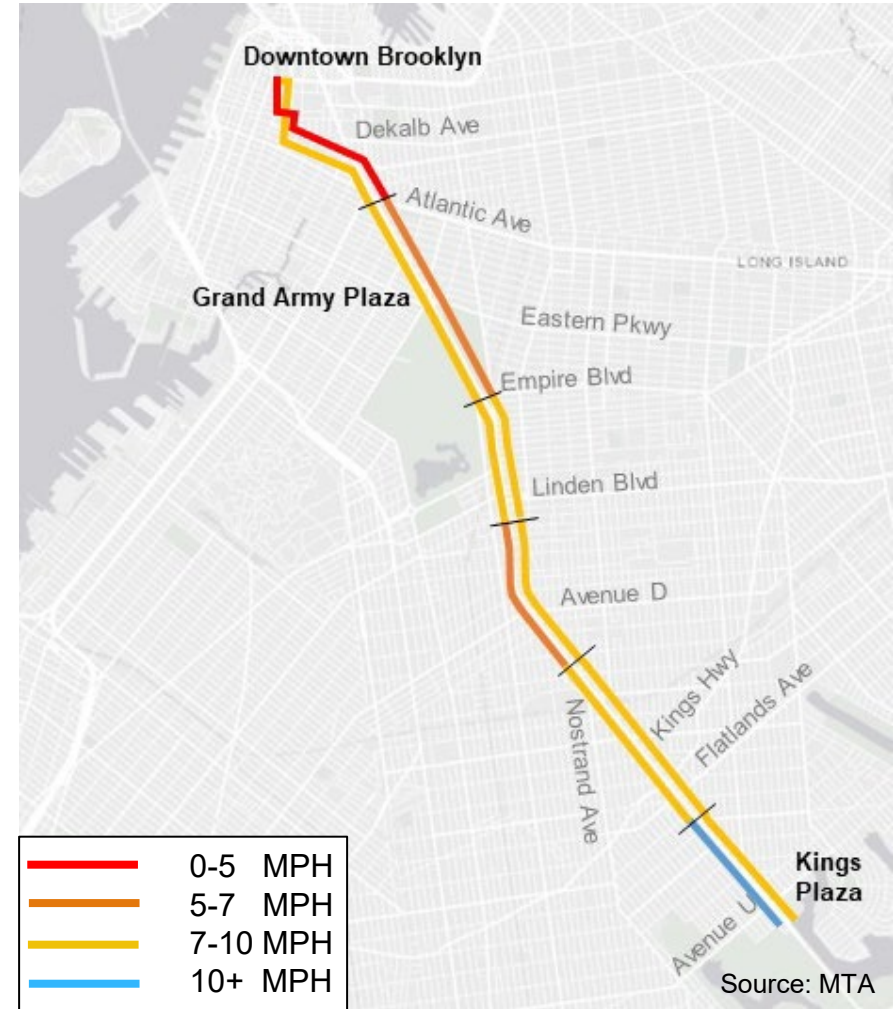 Downtown Brooklyn
Dekalb Ave
Atlantic Ave
LONG ISLAND
Grand Army Plaza
Eastern Pkwy
Empire Blvd
Linden Blvd
Avenue D
Kings Hwy
Flatlands Ave
Nostrand Ave
Kings
Plaza
Avenue U
0-5 MPH
5-7 MPH
7-10 MPH
10+ MPH
Source: MTA